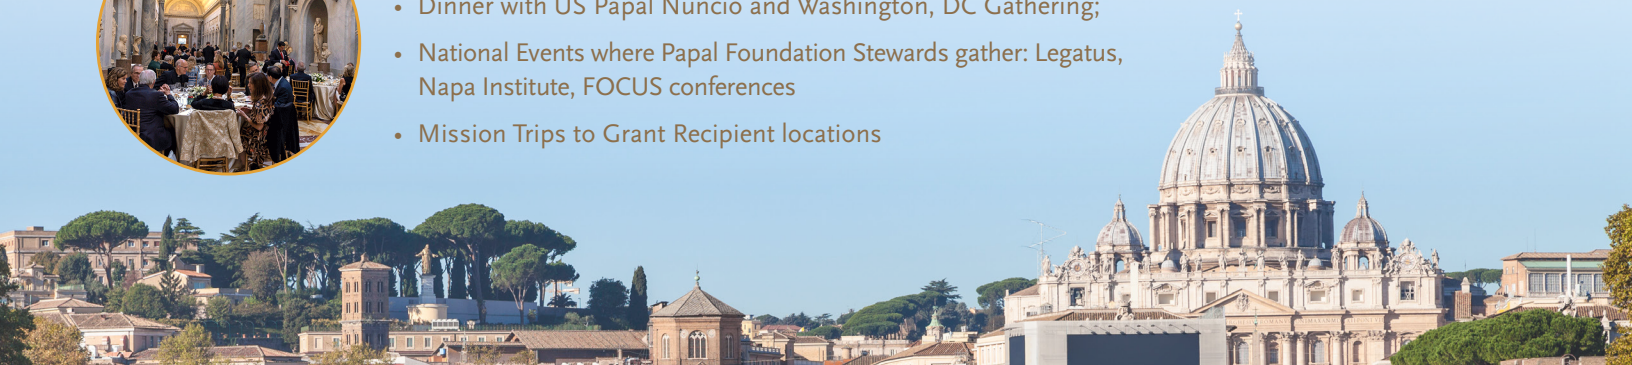 • Dinner with US Papal Nuncio and Washington, DC Gathering;
• National Events where Papal Foundation Stewards gather: Legatus,
Napa Institute, FOCUS conferences
• Mission Trips to Grant Recipient locations